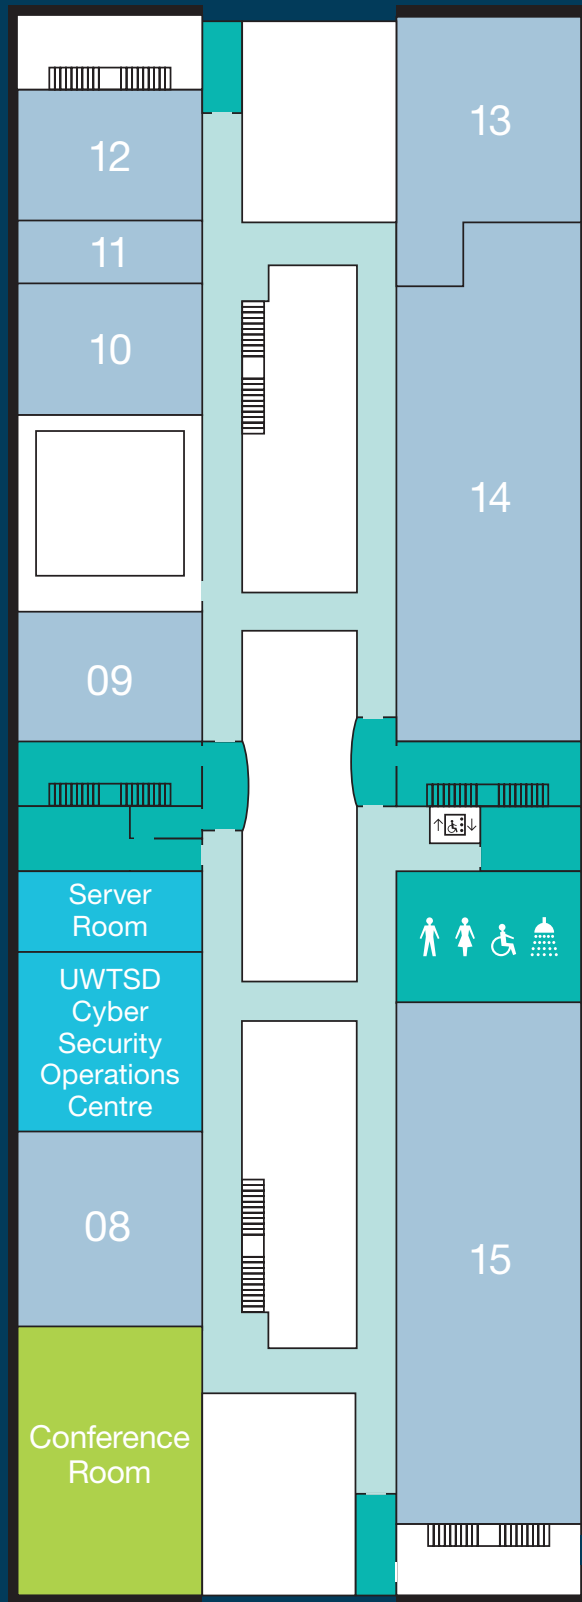 12
13
11
10
14
09
Server
Room
UWTSD
Cyber
Security
Operations
Centre
08
15
Conference
Room